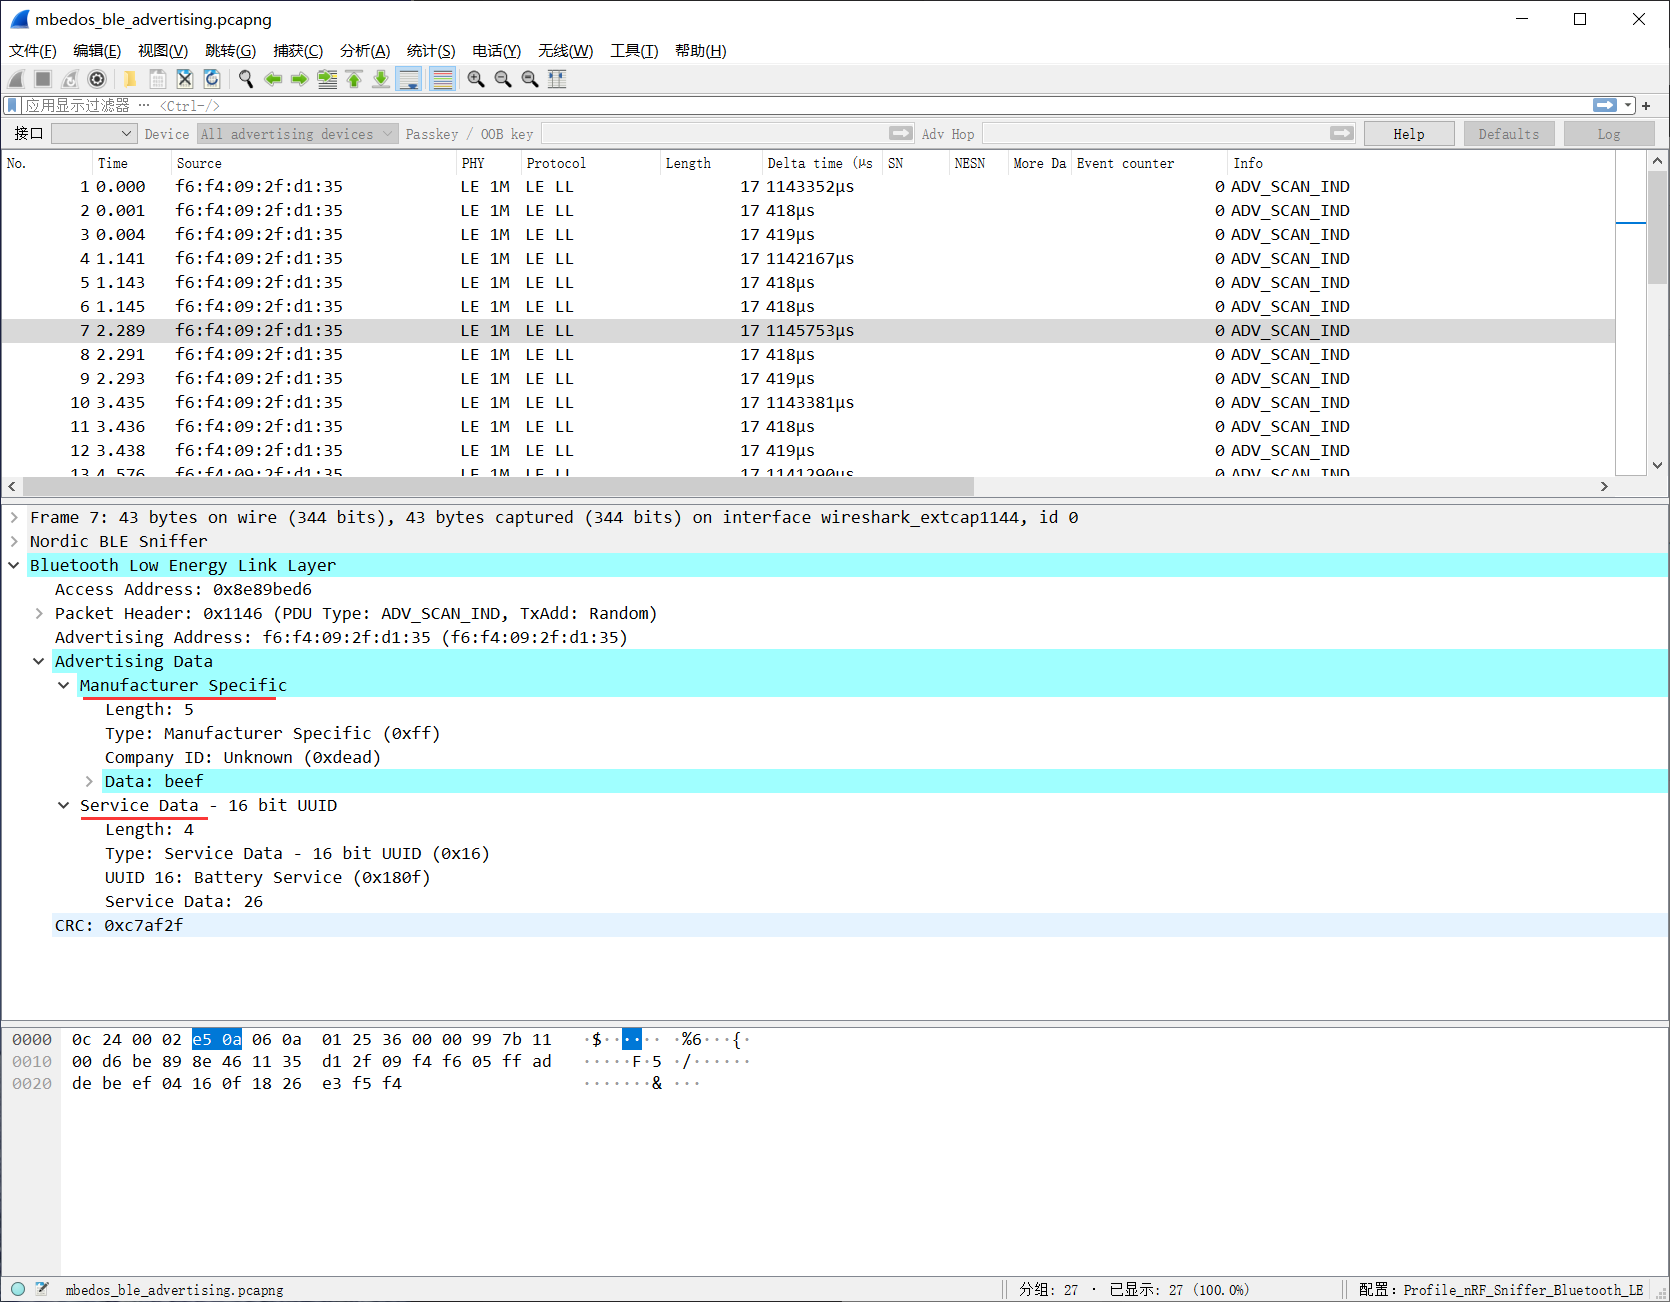 mbedos_ble_advertising.pcapng
文件(F) 编辑(E) 视图(V) 跳转(G) 捕获(C) 分析(A) 统计(S) 电话(Y) 无线(W) 工具(T) 帮助(H)
应用显示过滤器 … <Ctrl-/>
接口 Device All advertising devices Passkey / OOB key Adv Hop Help Defaults Log
No. Time Source PHY Protocol Length Delta time (µs SN NESN More Da Event counter Info
1 0.000 f6:f4:09:2f:d1:35 LE 1M LE LL 17 1143352µs 0 ADV_SCAN_IND
2 0.001 f6:f4:09:2f:d1:35 LE 1M LE LL 17 418µs 0 ADV_SCAN_IND
3 0.004 f6:f4:09:2f:d1:35 LE 1M LE LL 17 419µs 0 ADV_SCAN_IND
4 1.141 f6:f4:09:2f:d1:35 LE 1M LE LL 17 1142167µs 0 ADV_SCAN_IND
5 1.143 f6:f4:09:2f:d1:35 LE 1M LE LL 17 418µs 0 ADV_SCAN_IND
6 1.145 f6:f4:09:2f:d1:35 LE 1M LE LL 17 418µs 0 ADV_SCAN_IND
7 2.289 f6:f4:09:2f:d1:35 LE 1M LE LL 17 1145753µs 0 ADV_SCAN_IND
8 2.291 f6:f4:09:2f:d1:35 LE 1M LE LL 17 418µs 0 ADV_SCAN_IND
9 2.293 f6:f4:09:2f:d1:35 LE 1M LE LL 17 419µs 0 ADV_SCAN_IND
10 3.435 f6:f4:09:2f:d1:35 LE 1M LE LL 17 1143381µs 0 ADV_SCAN_IND
11 3.436 f6:f4:09:2f:d1:35 LE 1M LE LL 17 418µs 0 ADV_SCAN_IND
12 3.438 f6:f4:09:2f:d1:35 LE 1M LE LL 17 419µs 0 ADV_SCAN_IND
13 4.576 f6:f4:09:2f:d1:35 LE 1M LE LL 17 1141290µs 0 ADV_SCAN_IND
Frame 7: 43 bytes on wire (344 bits), 43 bytes captured (344 bits) on interface wireshark_extcap1144, id 0
Nordic BLE Sniffer
Bluetooth Low Energy Link Layer
Access Address: 0x8e89bed6
Packet Header: 0x1146 (PDU Type: ADV_SCAN_IND, TxAdd: Random)
Advertising Address: f6:f4:09:2f:d1:35 (f6:f4:09:2f:d1:35)
Advertising Data
Manufacturer Specific
Length: 5
Type: Manufacturer Specific (0xff)
Company ID: Unknown (0xdead)
Data: beef
Service Data - 16 bit UUID
Length: 4
Type: Service Data - 16 bit UUID (0x16)
UUID 16: Battery Service (0x180f)
Service Data: 26
CRC: 0xc7af2f
0000 0c 24 00 02 e5 0a 06 0a 01 25 36 00 00 99 7b 11 ·$·· ···· ·%6···{·
0010 00 d6 be 89 8e 46 11 35 d1 2f 09 f4 f6 05 ff ad ·····F·5 ·/······
0020 de be ef 04 16 0f 18 26 e3 f5 f4 ·······& ···
mbedos_ble_advertising.pcapng 分组: 27 · 已显示: 27 (100.0%) 配置: Profile_nRF_Sniffer_Bluetooth_LE